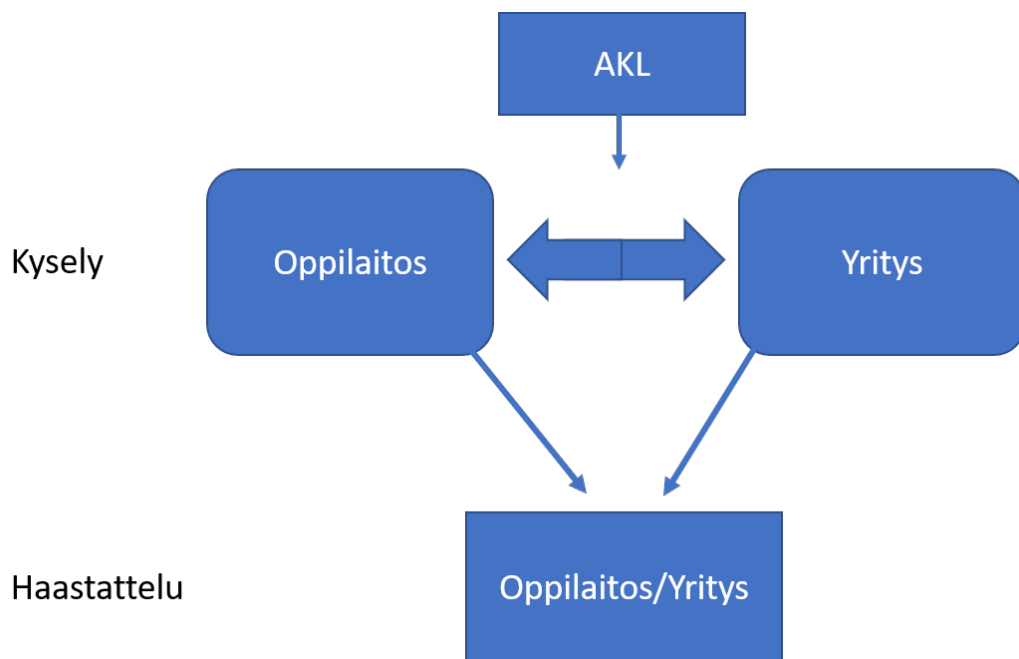 AKL
Kysely
Oppilaitos
Yritys
Haastattelu
Oppilaitos/Yritys